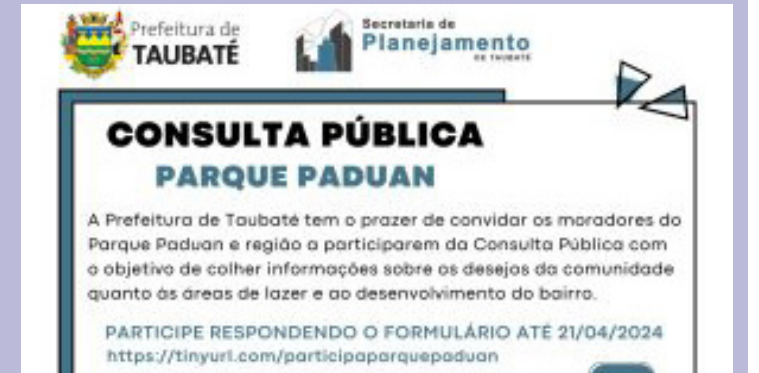 Prefeitura de
TAUBATÉ
Secretaria de
Planejamento
DE TAUBATÉ
CONSULTA PÚBLICA
PARQUE PADUAN
A Prefeitura de Taubaté tem o prazer de convidar os moradores do
Parque Paduan e região a participarem da Consulta Pública com
o objetivo de colher informações sobre os desejos da comunidade
quanto às áreas de lazer e ao desenvolvimento do bairro.
PARTICIPE RESPONDENDO O FORMULÁRIO ATÉ 21/04/2024
https://tinyurl.com/participaparquepaduan